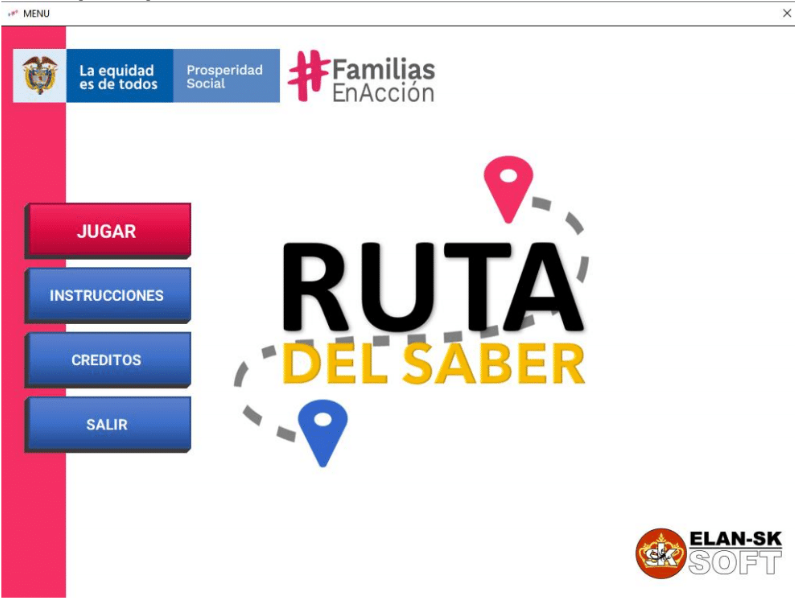 MENU
La equidad
es de todos
Prosperidad
Social
#Familias
EnAcción
JUGAR
INSTRUCCIONES
CREDITOS
SALIR
RUTA
DEL SABER
ELAN-SK
SOFT